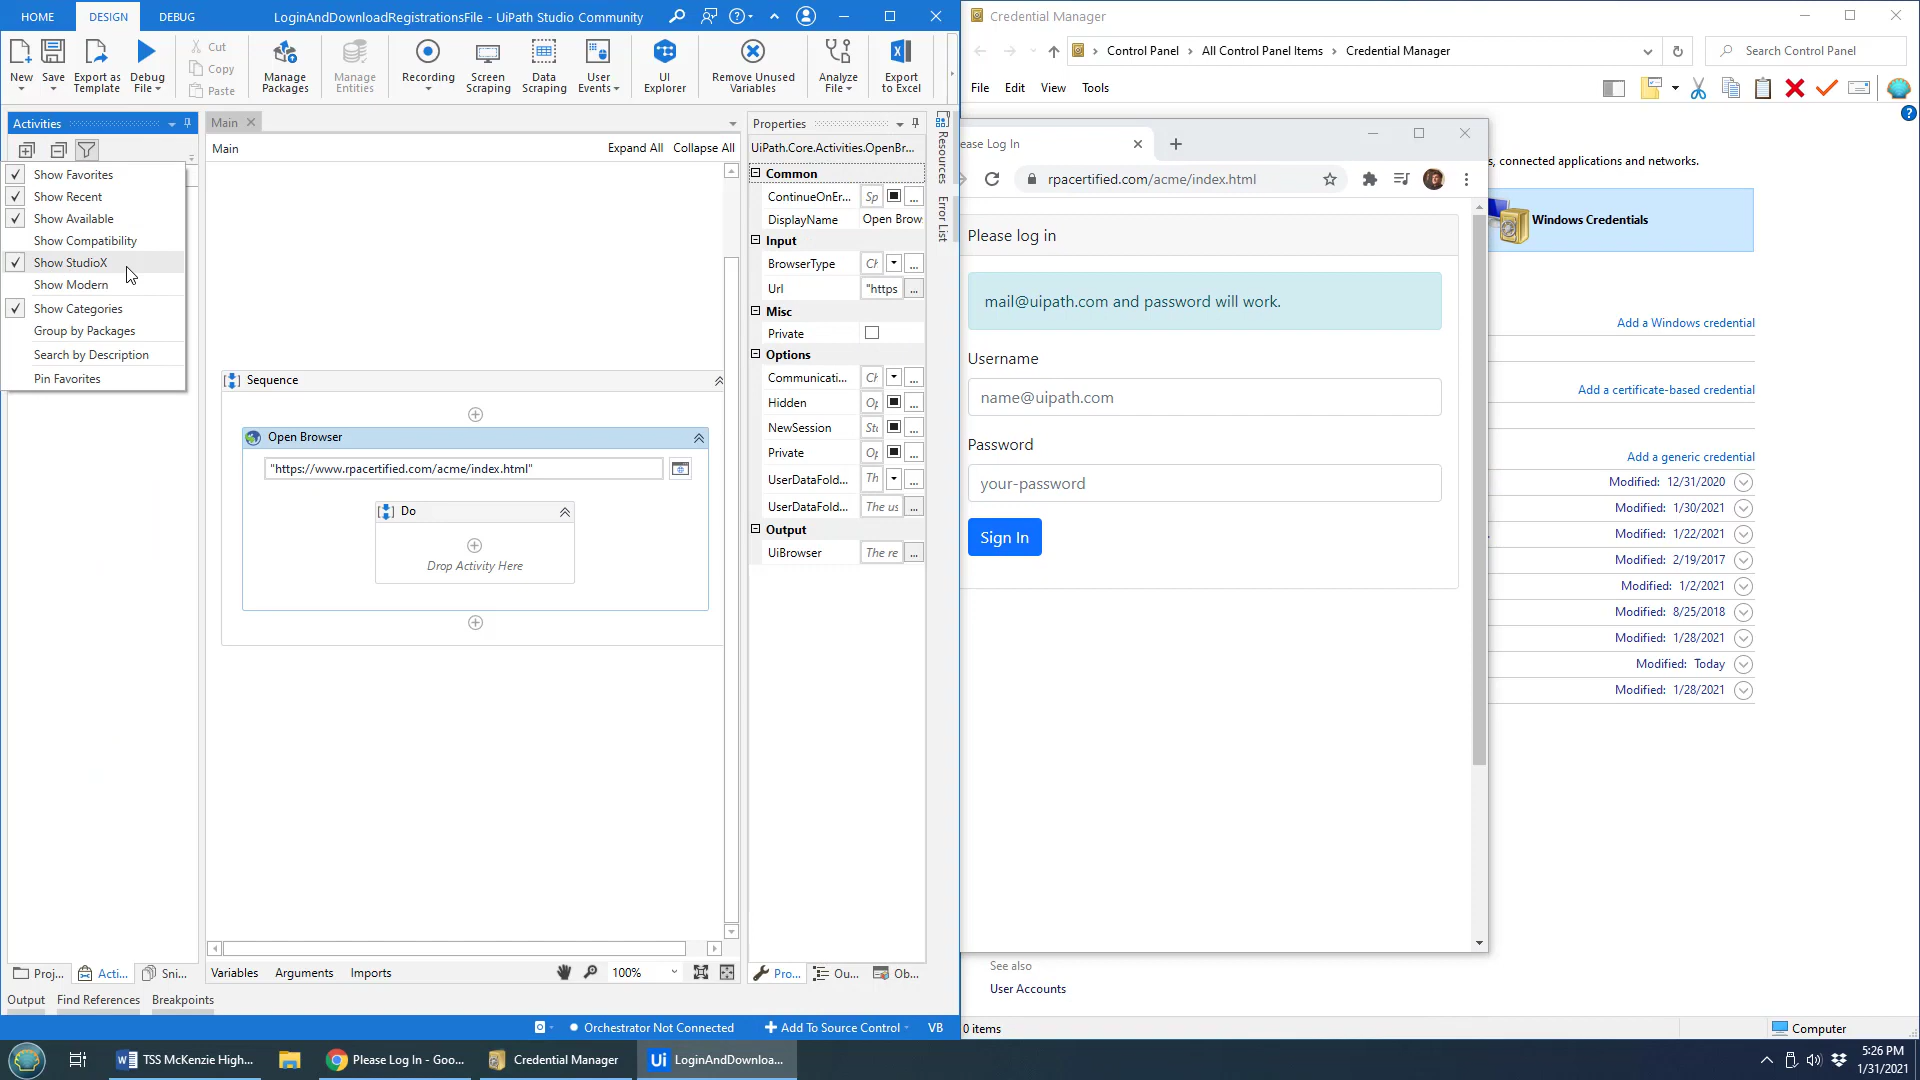 HOME
DESIGN
DEBUG
LoginAndDownloadRegistrationsFile - UiPath Studio Community
New
Save
Export as Template
Debug File
Cut
Copy
Paste
Manage Packages
Manage Entities
Recording
Screen Scraping
Data Scraping
User Events
UI Explorer
Remove Unused Variables
Analyze File
Export to Excel
Activities
Show Favorites
Show Recent
Show Available
Show Compatibility
Show StudioX
Show Modern
Show Categories
Group by Packages
Search by Description
Pin Favorites
Main
Main
Expand All
Collapse All
Sequence
Open Browser
"https://www.rpacertified.com/acme/index.html"
Do
Drop Activity Here
Properties
UiPath.Core.Activities.OpenBr...
Common
ContinueOnEr... Sp
DisplayName Open Brow
Input
BrowserType Ch
Url "https
Misc
Private
Options
Communicati... Ch
Hidden Op
NewSession Sta
Private Op
UserDataFold... Th
UserDataFold... The us
Output
UiBrowser The re
Resources
Error List
Proj...
Acti...
Sni...
Variables
Arguments
Imports
100%
Pro...
Ou...
Ob...
Output
Find References
Breakpoints
Orchestrator Not Connected
Add To Source Control
VB
Credential Manager
Control Panel
All Control Panel Items
Credential Manager
Search Control Panel
File
Edit
View
Tools
s, connected applications and networks.
Windows Credentials
Add a Windows credential
Add a certificate-based credential
Add a generic credential
Modified: 12/31/2020
Modified: 1/30/2021
Modified: 1/22/2021
Modified: 2/19/2017
Modified: 1/2/2021
Modified: 8/25/2018
Modified: 1/28/2021
Modified: Today
Modified: 1/28/2021
ease Log In
rpacertified.com/acme/index.html
Please log in
mail@uipath.com and password will work.
Username
name@uipath.com
Password
your-password
Sign In
See also
User Accounts
0 items
Computer
TSS McKenzie High...
Please Log In - Goo...
Credential Manager
Ui
LoginAndDownloa...
5:26 PM
1/31/2021